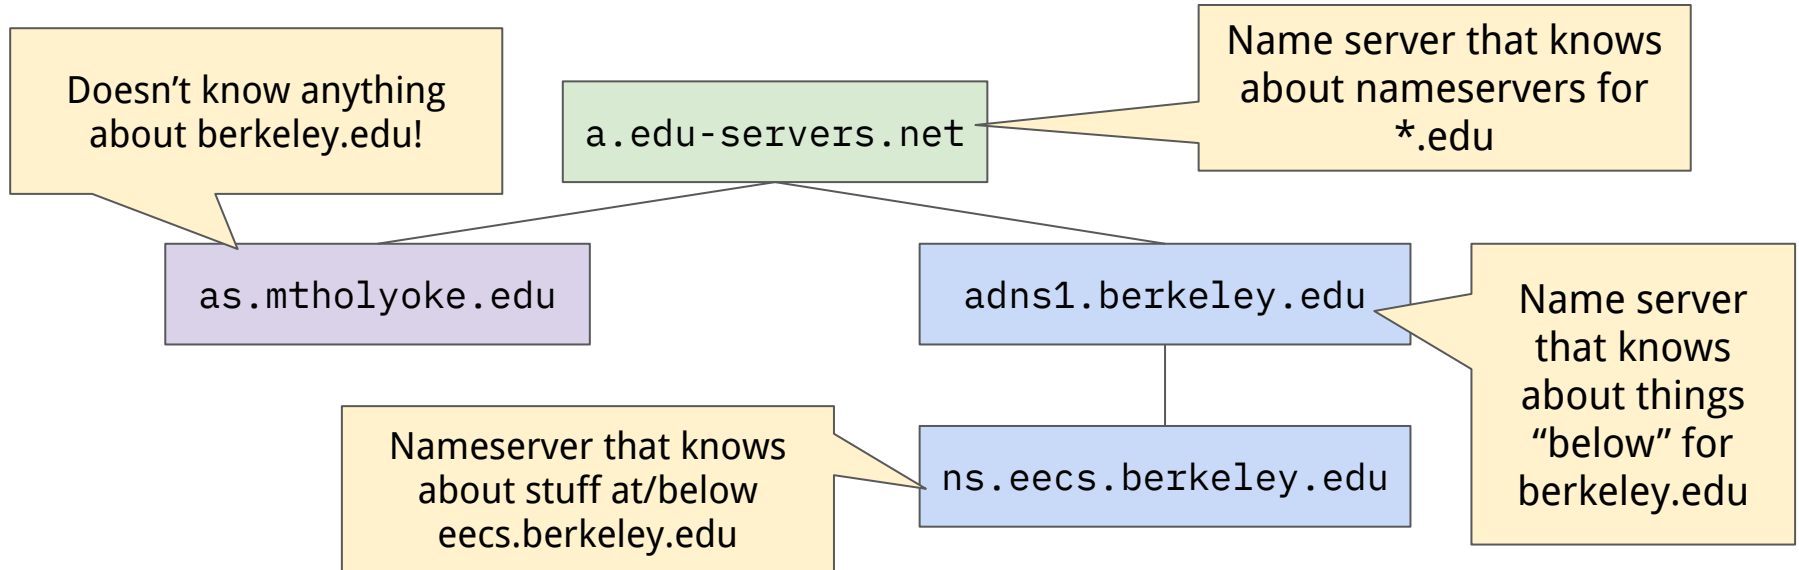 Doesn’t know anything
about berkeley.edu!
a.edu-servers.net
Name server that knows
about nameservers for
*.edu
as.mtholyoke.edu
adns1.berkeley.edu
Name server
that knows
about things
“below” for
berkeley.edu
Nameserver that knows
about stuff at/below
eecs.berkeley.edu
ns.eecs.berkeley.edu